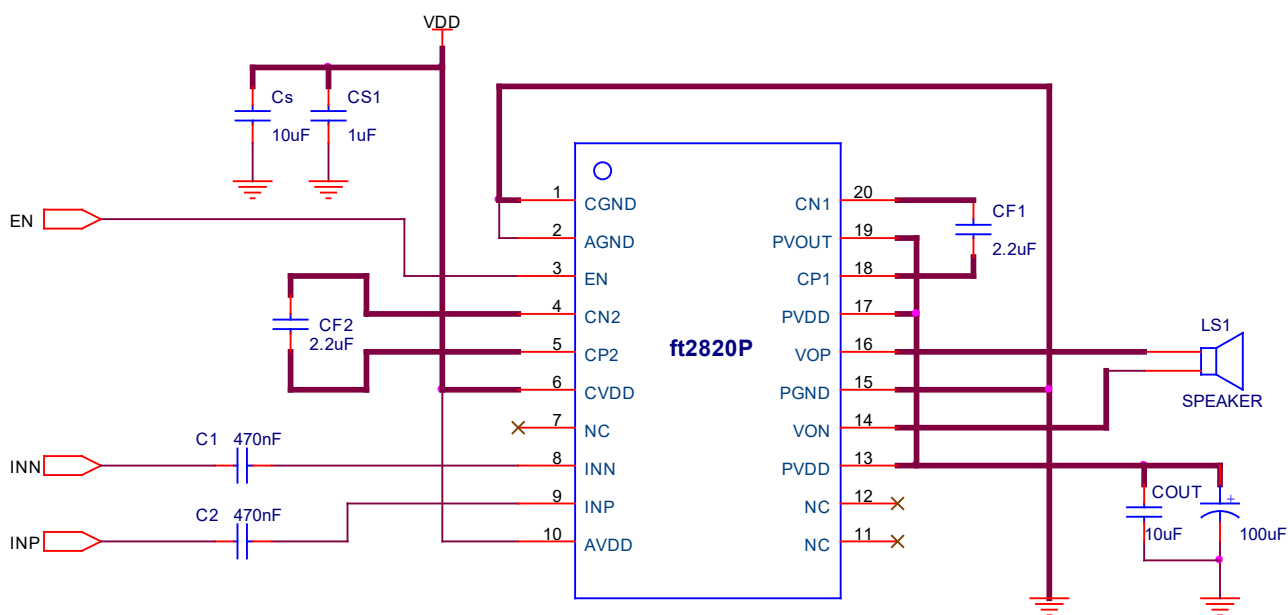 VDD
Cs
CS1
10uF
1uF
EN
INN
INP
CF2
2.2uF
C1 470nF
C2 470nF
1 CGND
2 AGND
3 EN
4 CN2
5 CP2
6 CVDD
7 NC
8 INN
9 INP
10 AVDD
ft2820P
CN1 20
PVOUT 19
CP1 18
PVDD 17
VOP 16
PGND 15
VON 14
PVDD 13
NC 12
NC 11
CF1
2.2uF
LS1
SPEAKER
COUT
10uF
+
100uF